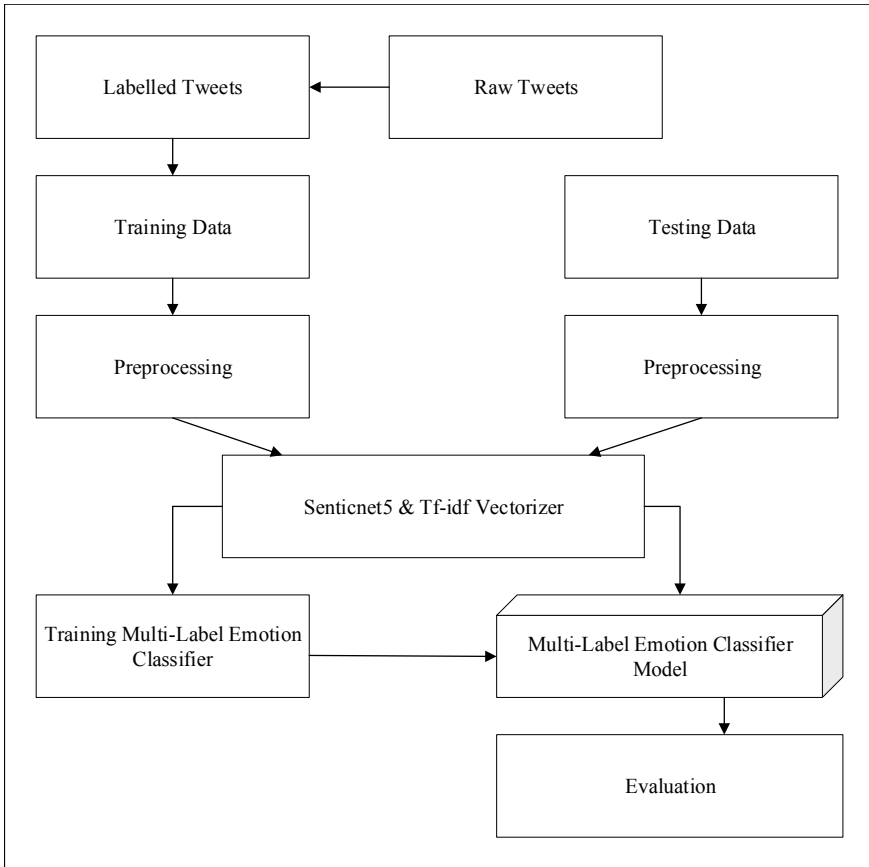 Labelled Tweets
Raw Tweets
Training Data
Testing Data
Preprocessing
Preprocessing
Senticnet5 & Tf-idf Vectorizer
Training Multi-Label Emotion
Classifier
Multi-Label Emotion Classifier
Model
Evaluation